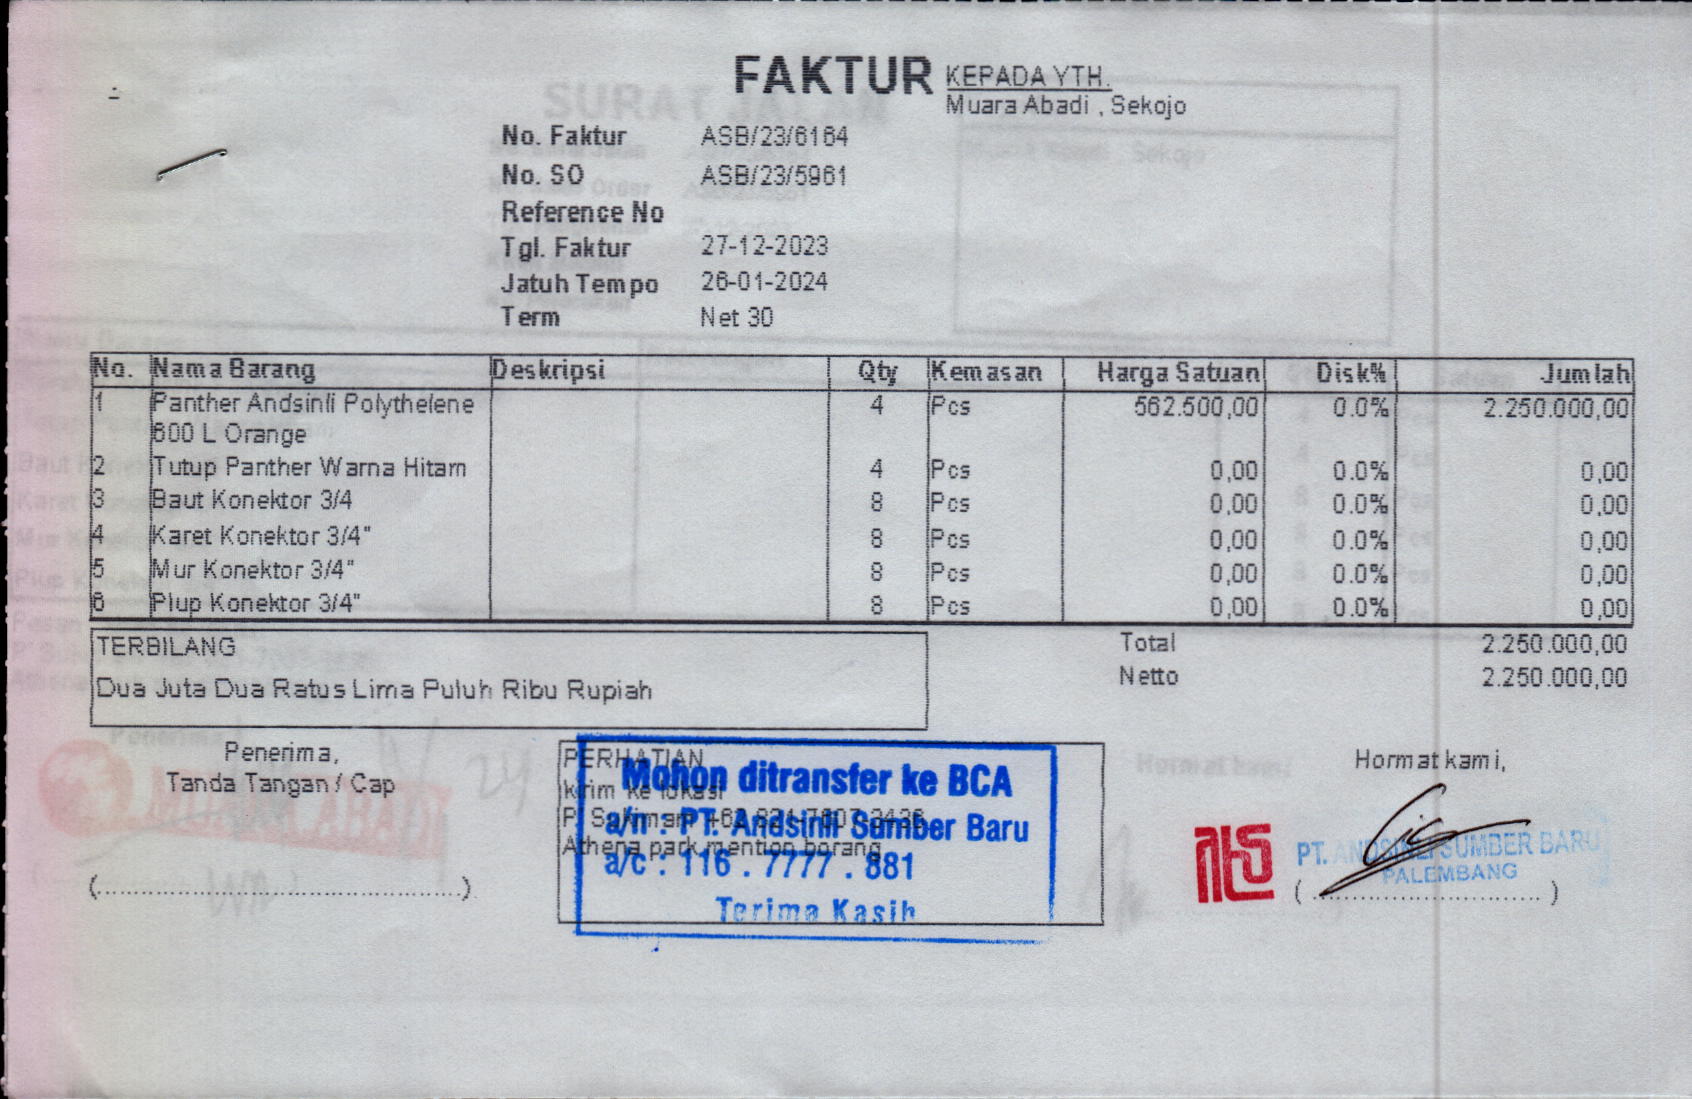 FAKTUR
KEPADA YTH.
Muara Abadi , Sekojo
No. Faktur ASB/23/6164
No. SO ASB/23/5961
Reference No
Tgl. Faktur 27-12-2023
Jatuh Tempo 26-01-2024
Term Net 30
No. Nama Barang Deskripsi Qty Kemasan Harga Satuan Disk% Jumlah
1 Panther Andsinli Polythelene 4 Pcs 562.500,00 0.0% 2.250.000,00
600 L Orange
2 Tutup Panther Warna Hitam 4 Pcs 0,00 0.0% 0,00
3 Baut Konektor 3/4 8 Pcs 0,00 0.0% 0,00
4 Karet Konektor 3/4" 8 Pcs 0,00 0.0% 0,00
5 Mur Konektor 3/4" 8 Pcs 0,00 0.0% 0,00
6 Plup Konektor 3/4" 8 Pcs 0,00 0.0% 0,00
TERBILANG
Dua Juta Dua Ratus Lima Puluh Ribu Rupiah
Total 2.250.000,00
Netto 2.250.000,00
Penerima,
Tanda Tangan / Cap
(................................................)
PERHATIAN
kirim ke lokasi
Athena park mention borang
Mohon ditransfer ke BCA
a/n : PT. Andsinli Sumber Baru
a/c : 116 . 7777 . 881
Terima Kasih
Hormat kami,
PT. ANDSINLI SUMBER BARU
PALEMBANG
( .............................. )